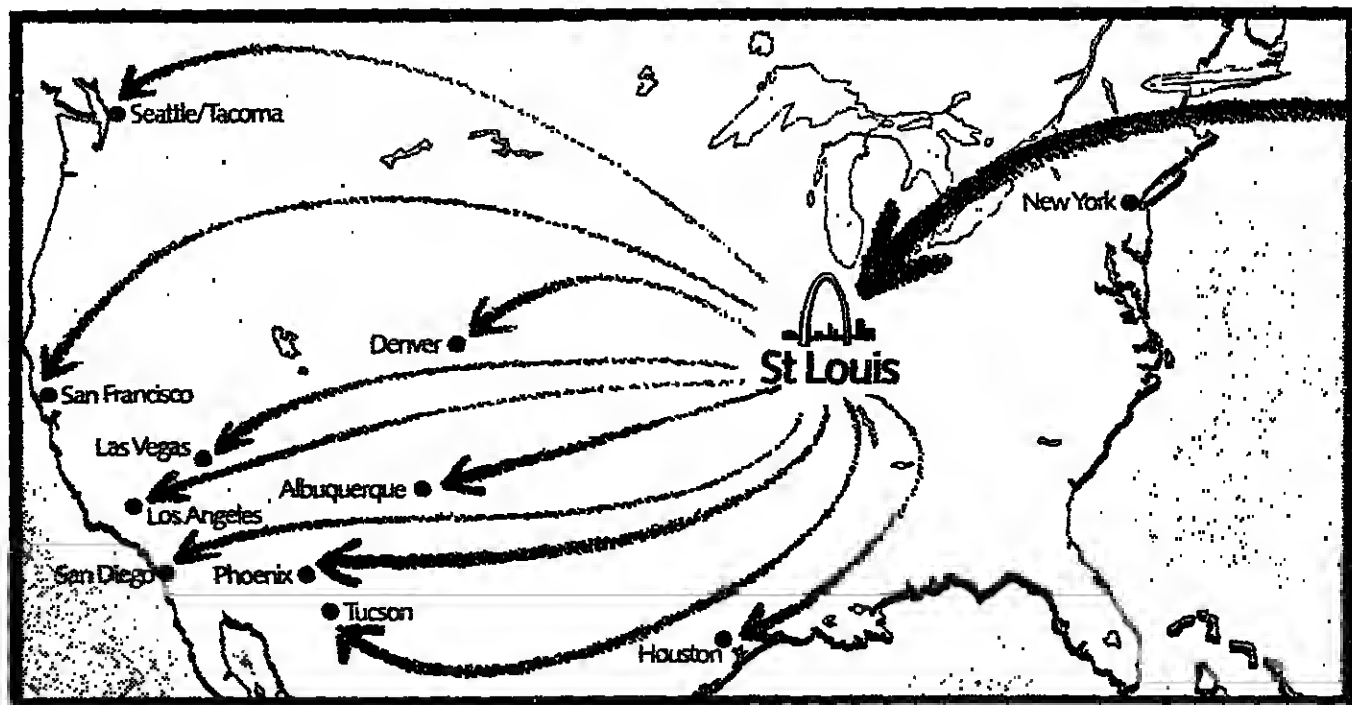 Seattle/Tacoma
New York
Denver
St Louis
San Francisco
Las Vegas
Albuquerque
Los Angeles
San Diego
Phoenix
Tucson
Houston